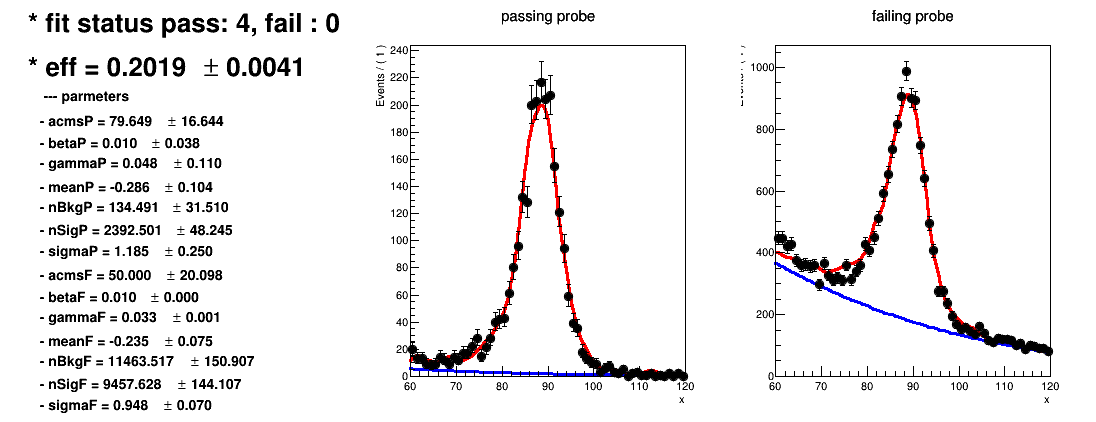 * fit status pass: 4, fail : 0
* eff = 0.2019 ± 0.0041
--- parmeters
- acmsP = 79.649 ± 16.644
- betaP = 0.010 ± 0.038
- gammaP = 0.048 ± 0.110
- meanP = -0.286 ± 0.104
- nBkgP = 134.491 ± 31.510
- nSigP = 2392.501 ± 48.245
- sigmaP = 1.185 ± 0.250
- acmsF = 50.000 ± 20.098
- betaF = 0.010 ± 0.000
- gammaF = 0.033 ± 0.001
- meanF = -0.235 ± 0.075
- nBkgF = 11463.517 ± 150.907
- nSigF = 9457.628 ± 144.107
- sigmaF = 0.948 ± 0.070
passing probe
Events / ( 1 )
240
220
200
180
160
140
120
100
80
60
40
20
0
60 70 80 90 100 110 120
x
failing probe
Events / ( 1 )
1000
800
600
400
200
0
60 70 80 90 100 110 120
x